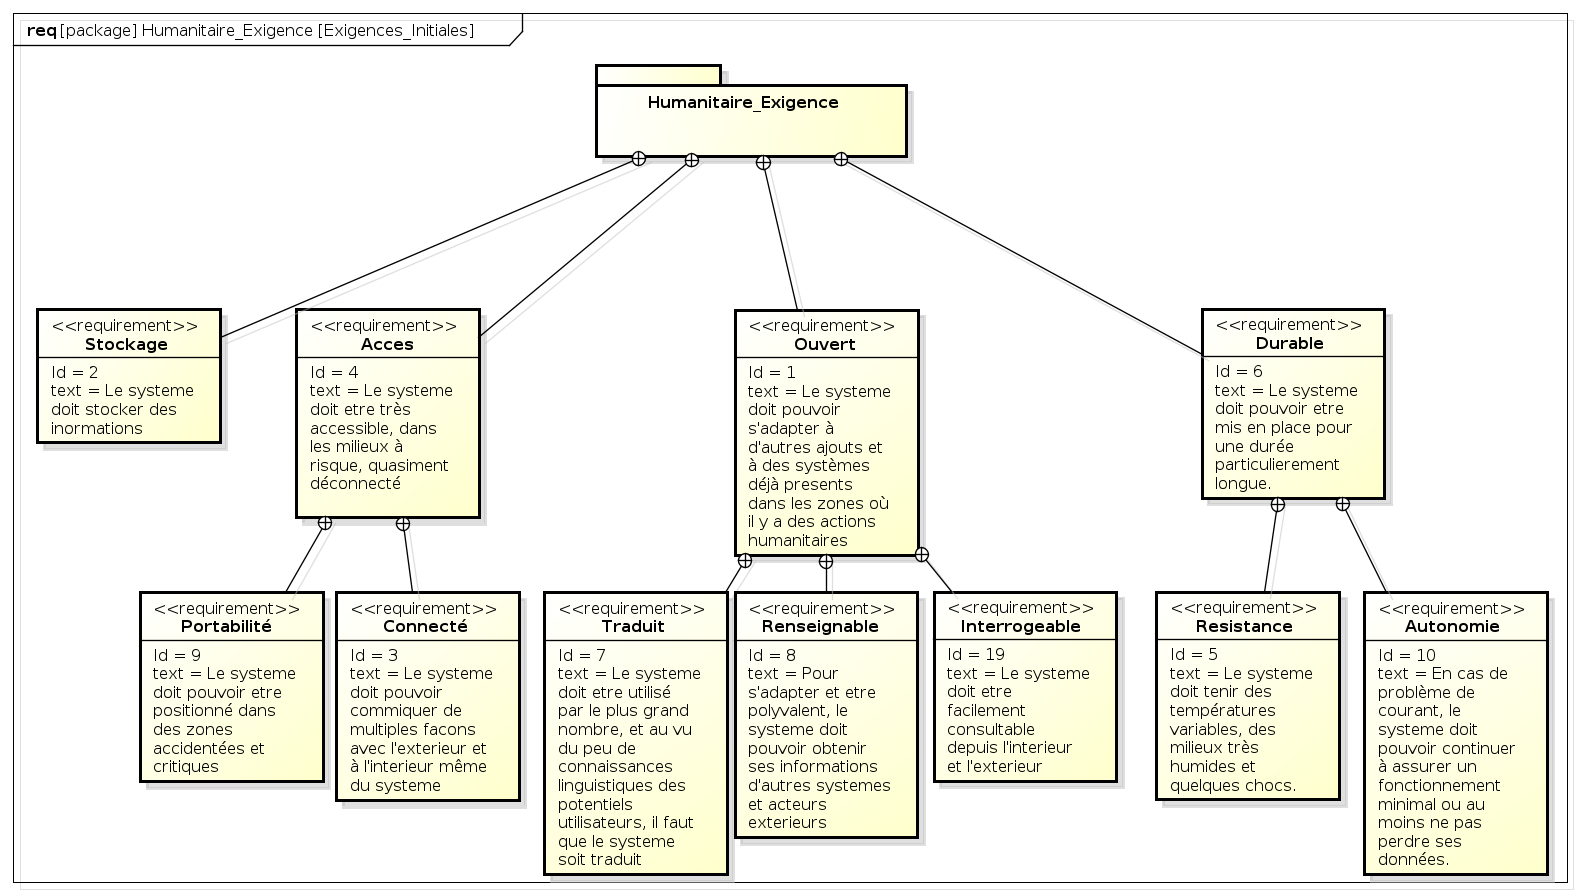 req [package] Humanitaire_Exigence [Exigences_Initiales]
Humanitaire_Exigence
<<requirement>>
Stockage
Id = 2
text = Le systeme
doit stocker des
inormations
<<requirement>>
Acces
Id = 4
text = Le systeme
doit etre très
accessible, dans
les milieux à
risque, quasiment
déconnecté
<<requirement>>
Ouvert
Id = 1
text = Le systeme
doit pouvoir
s'adapter à
d'autres ajouts et
à des systèmes
déjà presents
dans les zones où
il y a des actions
humanitaires
<<requirement>>
Durable
Id = 6
text = Le systeme
doit pouvoir etre
mis en place pour
une durée
particulierement
longue.
<<requirement>>
Portabilité
Id = 9
text = Le systeme
doit pouvoir etre
positionné dans
des zones
accidentées et
critiques
<<requirement>>
Connecté
Id = 3
text = Le systeme
doit pouvoir
commiquer de
multiples facons
avec l'exterieur et
à l'interieur même
du systeme
<<requirement>>
Traduit
Id = 7
text = Le systeme
doit etre utilisé
par le plus grand
nombre, et au vu
du peu de
connaissances
linguistiques des
potentiels
utilisateurs, il faut
que le systeme
soit traduit
<<requirement>>
Renseignable
Id = 8
text = Pour
s'adapter et etre
polyvalent, le
systeme doit
pouvoir obtenir
ses informations
d'autres systemes
et acteurs
exterieurs
<<requirement>>
Interrogeable
Id = 19
text = Le systeme
doit etre
facilement
consultable
depuis l'interieur
et l'exterieur
<<requirement>>
Resistance
Id = 5
text = Le systeme
doit tenir des
températures
variables, des
milieux très
humides et
quelques chocs.
<<requirement>>
Autonomie
Id = 10
text = En cas de
problème de
courant, le
systeme doit
pouvoir continuer
à assurer un
fonctionnement
minimal ou au
moins ne pas
perdre ses
données.